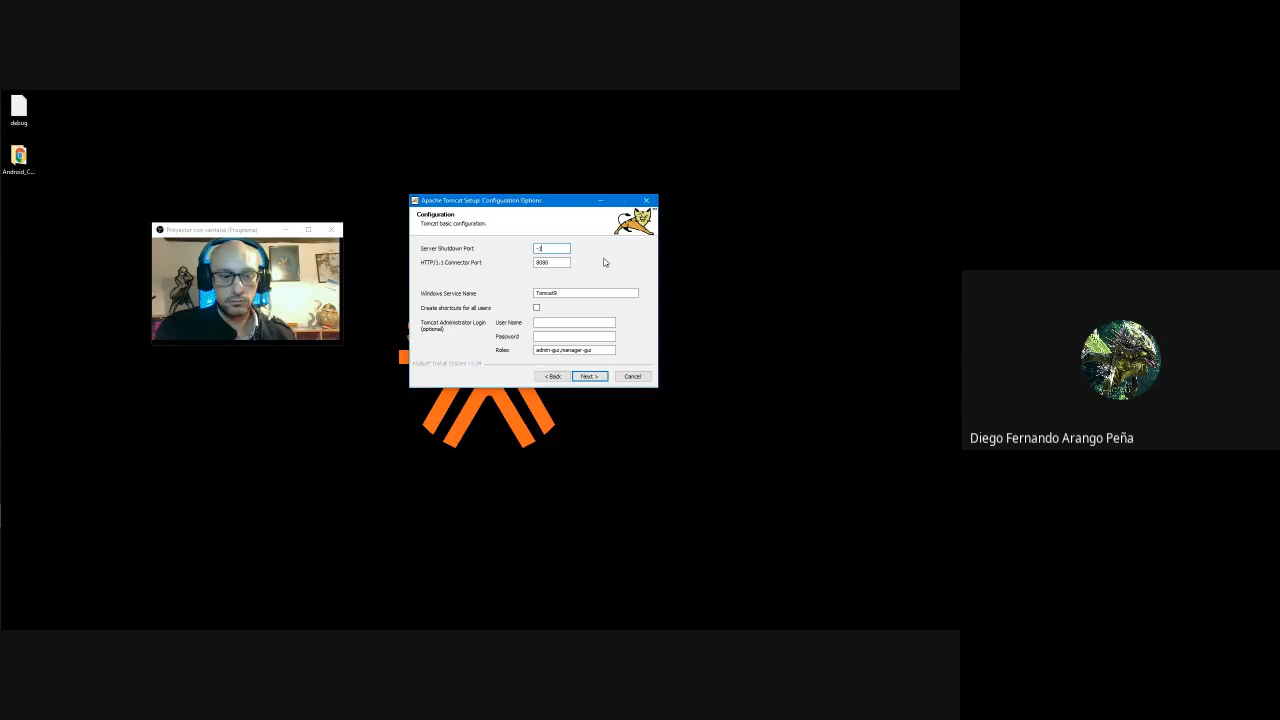 debug
Android_C...
Proyector con ventana (Programa)
Apache Tomcat Setup: Configuration Options
Configuration
Tomcat basic configuration.
Server Shutdown Port
-1
HTTP/1.1 Connector Port
8080
Windows Service Name
Tomcat9
Create shortcuts for all users
Tomcat Administrator Login
(optional)
User Name
Password
Roles
admin-gui,manager-gui
Nullsoft Install System v3.04
< Back
Next >
Cancel
Diego Fernando Arango Peña